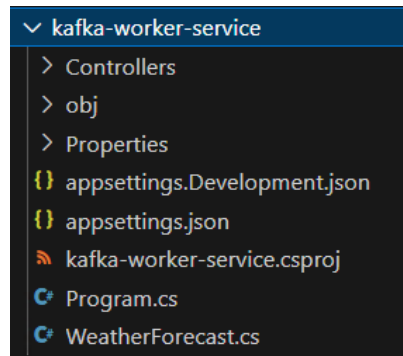 kafka-worker-service
Controllers
obj
Properties
{} appsettings.Development.json
{} appsettings.json
kafka-worker-service.csproj
C# Program.cs
C# WeatherForecast.cs